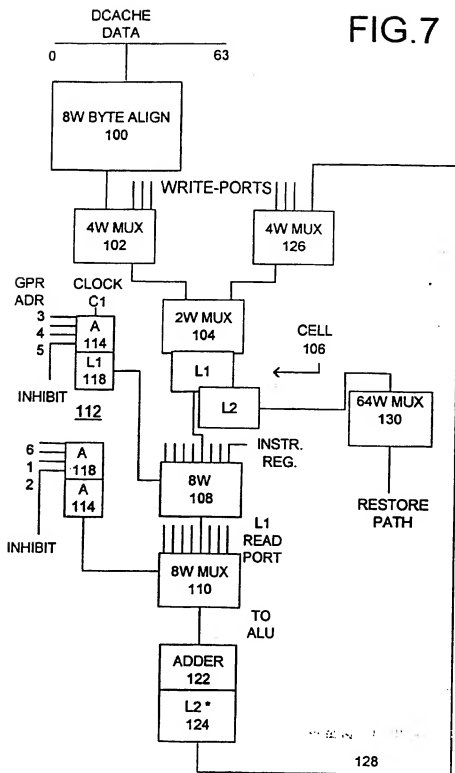 FIG.7
DCACHE
DATA
0 63
8W BYTE ALIGN
100
WRITE-PORTS
4W MUX
102
4W MUX
126
GPR
ADR
CLOCK
C1
3
4
5
A
114
L1
118
INHIBIT
112
2W MUX
104
L1
L2
CELL
106
64W MUX
130
RESTORE
PATH
6
1
2
A
118
A
114
INHIBIT
INSTR.
REG.
8W
108
L1
READ
PORT
8W MUX
110
TO
ALU
ADDER
122
L2 *
124
128